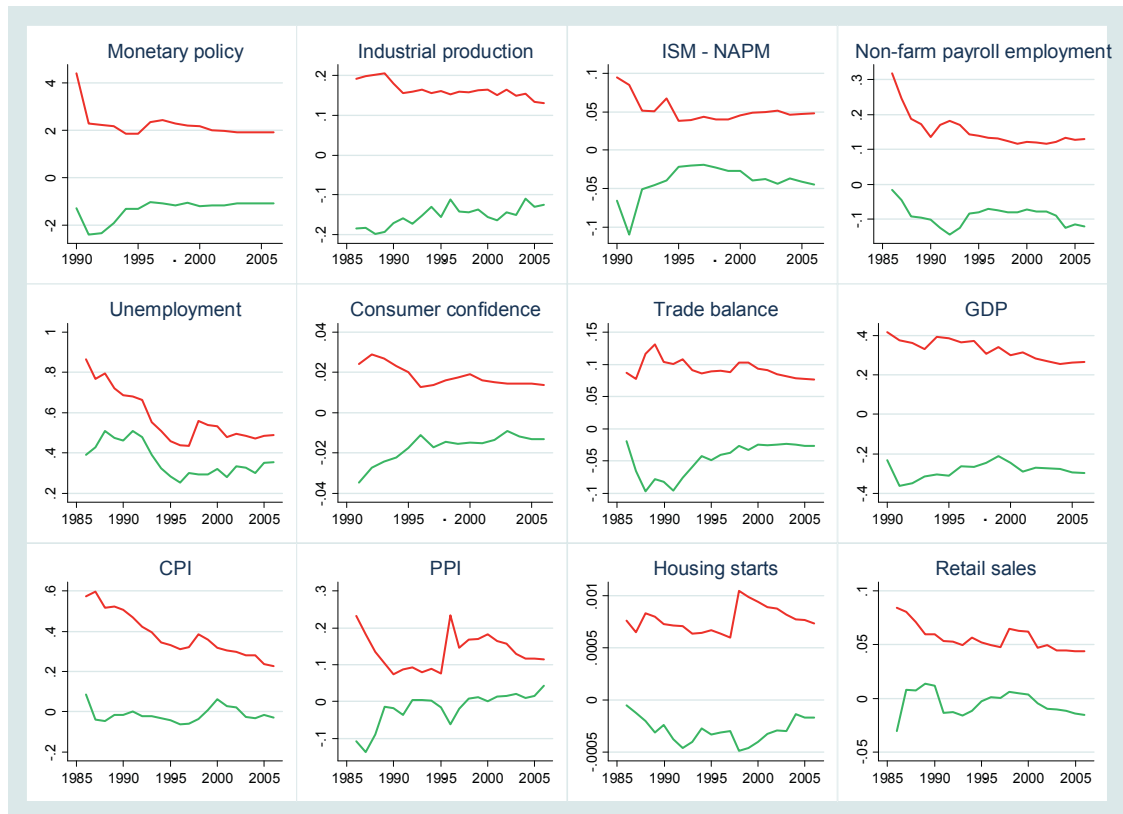 Monetary policy
4
2
0
-2
1990 1995 2000 2005
Industrial production
.2
.1
0
-.1
-.2
1985 1990 1995 2000 2005
ISM - NAPM
.1
.05
0
-.05
-.1
1990 1995 2000 2005
Non-farm payroll employment
.3
.2
.1
0
-.1
1985 1990 1995 2000 2005
Unemployment
1
.8
.6
.4
.2
1985 1990 1995 2000 2005
Consumer confidence
.04
.02
0
-.02
-.04
1990 1995 2000 2005
Trade balance
.15
.1
.05
0
-.05
-.1
1985 1990 1995 2000 2005
GDP
.4
.2
0
-.2
-.4
1990 1995 2000 2005
CPI
.6
.4
.2
0
-.2
1985 1990 1995 2000 2005
PPI
.3
.2
.1
0
-.1
1985 1990 1995 2000 2005
Housing starts
.001
.0005
0
-.0005
1985 1990 1995 2000 2005
Retail sales
.1
.05
0
-.05
1985 1990 1995 2000 2005